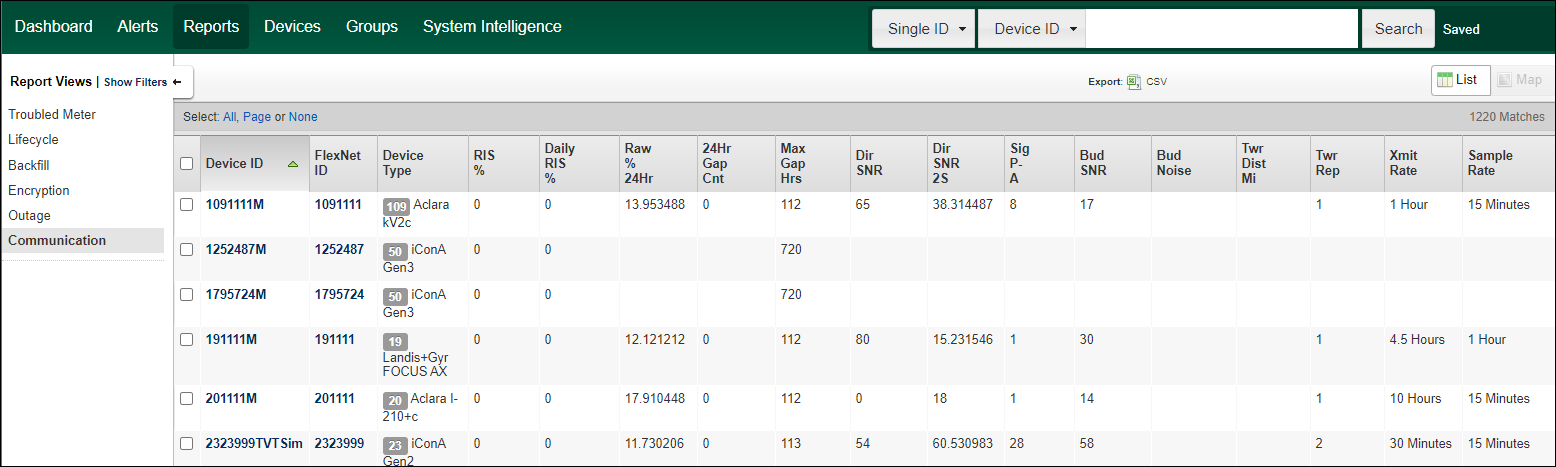 Dashboard Alerts Reports Devices Groups System Intelligence Single ID Device ID Search Saved
Report Views | Show Filters
Export: CSV List Map
Troubled Meter
Lifecycle
Backfill
Encryption
Outage
Communication
Select: All, Page or None 1220 Matches
Device ID FlexNet ID Device Type RIS % Daily RIS % Raw % 24Hr 24Hr Gap Cnt Max Gap Hrs Dir SNR Dir SNR 2S Sig P-A Bud SNR Bud Noise Twr Dist Mi Twr Rep Xmit Rate Sample Rate
1091111M 1091111 109 Aclara kV2c 0 0 13.953488 0 112 65 38.314487 8 17 1 1 Hour 15 Minutes
1252487M 1252487 50 iConA Gen3 0 0 720
1795724M 1795724 50 iConA Gen3 0 0 720
191111M 191111 19 Landis+Gyr FOCUS AX 0 0 12.121212 0 112 80 15.231546 1 30 1 4.5 Hours 1 Hour
201111M 201111 20 Aclara I-210+c 0 0 17.910448 0 112 0 18 1 14 1 10 Hours 15 Minutes
2323999TVTSim 2323999 23 iConA Gen2 0 0 11.730206 0 113 54 60.530983 28 58 2 30 Minutes 15 Minutes